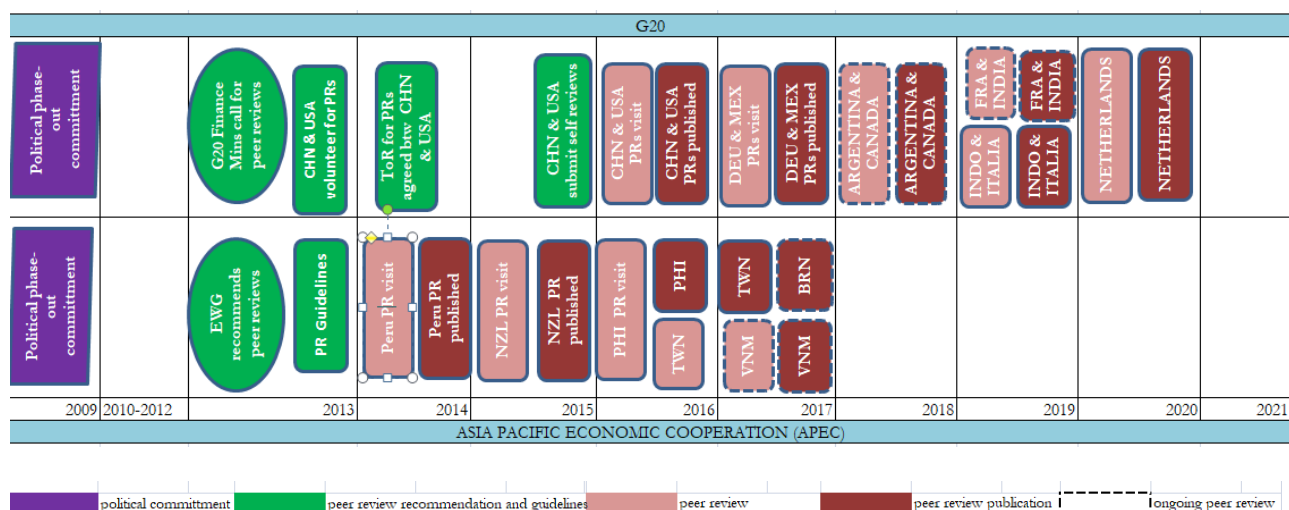 G20
Political phase-
out
commitment
G20 Finance
Mins call for
peer reviews
CHN & USA
volunteer for PRs
ToR for PRs
agreed btw CHN
& USA
CHN & USA
submit self reviews
CHN & USA
PRs visit
CHN & USA
PRs published
DEU & MEX
PRs visit
DEU & MEX
PRs published
ARGENTINA &
CANADA
ARGENTINA &
CANADA
FRA &
INDIA
INDO &
ITALIA
FRA &
INDIA
INDO &
ITALIA
NETHERLANDS
NETHERLANDS
Political phase-
out
commitment
EWG
recommends
peer reviews
PR Guidelines
Peru PR visit
Peru PR
published
NZL PR visit
NZL PR
published
PHI PR visit
PHI
TWN
TWN
VNM
BRN
VNM
2009 2010-2012 2013 2014 2015 2016 2017 2018 2019 2020 2021
ASIA PACIFIC ECONOMIC COOPERATION (APEC)
political committment peer review recommendation and guidelines peer review peer review publication ongoing peer review